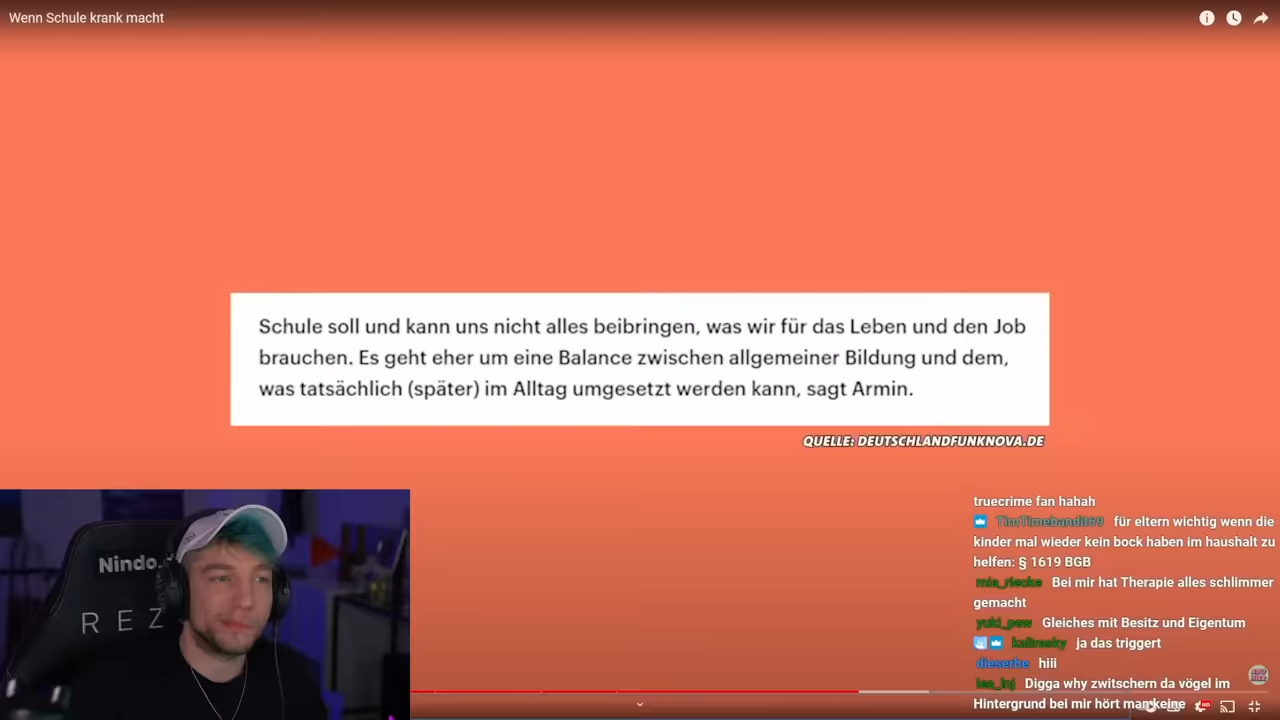 Wenn Schule krank macht
Schule soll und kann uns nicht alles beibringen, was wir für das Leben und den Job
brauchen. Es geht eher um eine Balance zwischen allgemeiner Bildung und dem,
was tatsächlich (später) im Alltag umgesetzt werden kann, sagt Armin.
QUELLE: DEUTSCHLANDFUNKNOVA.DE
Nindo.
REZ
truecrime fan hahah
TimTimebandit69 für eltern wichtig wenn die
kinder mal wieder kein bock haben im haushalt zu
helfen: § 1619 BGB
mia_riecke Bei mir hat Therapie alles schlimmer
gemacht
yuki_pew Gleiches mit Besitz und Eigentum
ja das triggert
dieserbe hiii
lea_inj Digga why zwitschern da vögel im
Hintergrund bei mir hört man keine